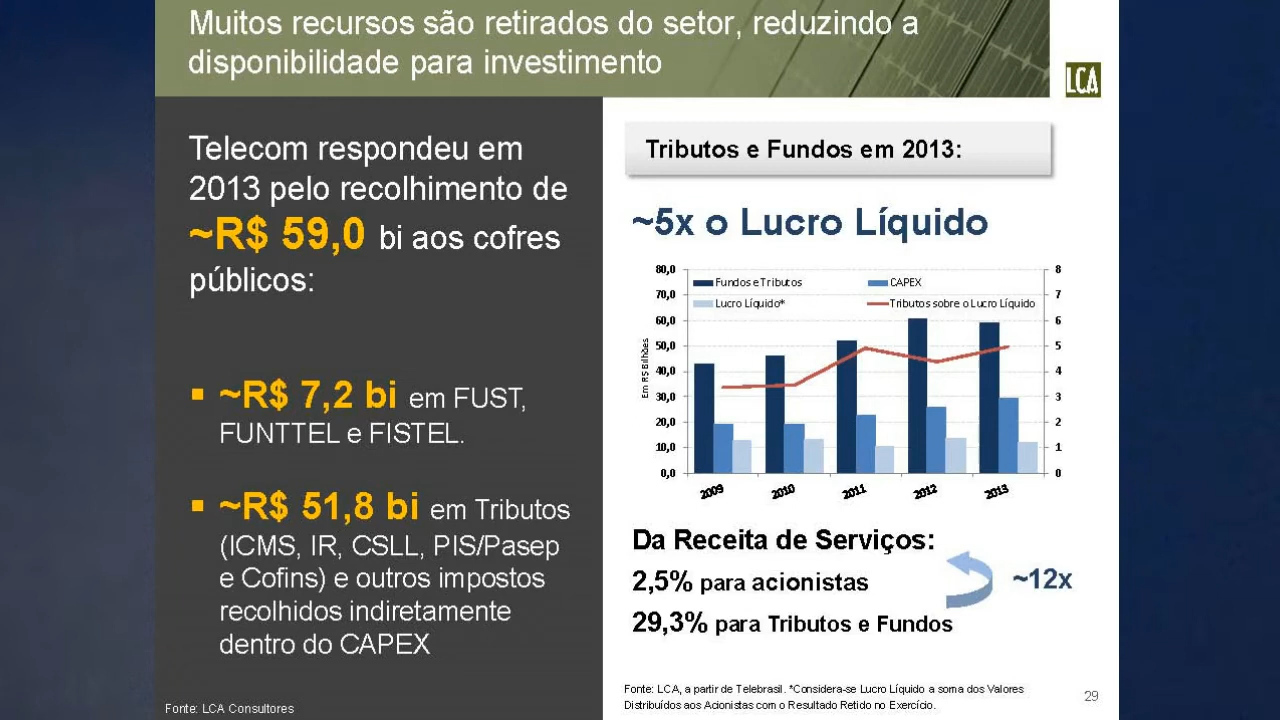 Muitos recursos são retirados do setor, reduzindo a
disponibilidade para investimento
LCA
Telecom respondeu em
2013 pelo recolhimento de
~R$ 59,0 bi aos cofres
públicos:
▪ ~R$ 7,2 bi em FUST,
FUNTTEL e FISTEL.
▪ ~R$ 51,8 bi em Tributos
(ICMS, IR, CSLL, PIS/Pasep
e Cofins) e outros impostos
recolhidos indiretamente
dentro do CAPEX
Fonte: LCA Consultores
Tributos e Fundos em 2013:
~5x o Lucro Líquido
Fundos e Tributos
CAPEX
Lucro Líquido*
Tributos sobre o Lucro Líquido
Em R$ Bilhões
80,0
70,0
60,0
50,0
40,0
30,0
20,0
10,0
0,0
8
7
6
5
4
3
2
1
0
2009
2010
2011
2012
2013
Da Receita de Serviços:
2,5% para acionistas
~12x
29,3% para Tributos e Fundos
Fonte: LCA, a partir de Telebrasil. *Considera-se Lucro Líquido a soma dos Valores
Distribuídos aos Acionistas com o Resultado Retido no Exercício.
29